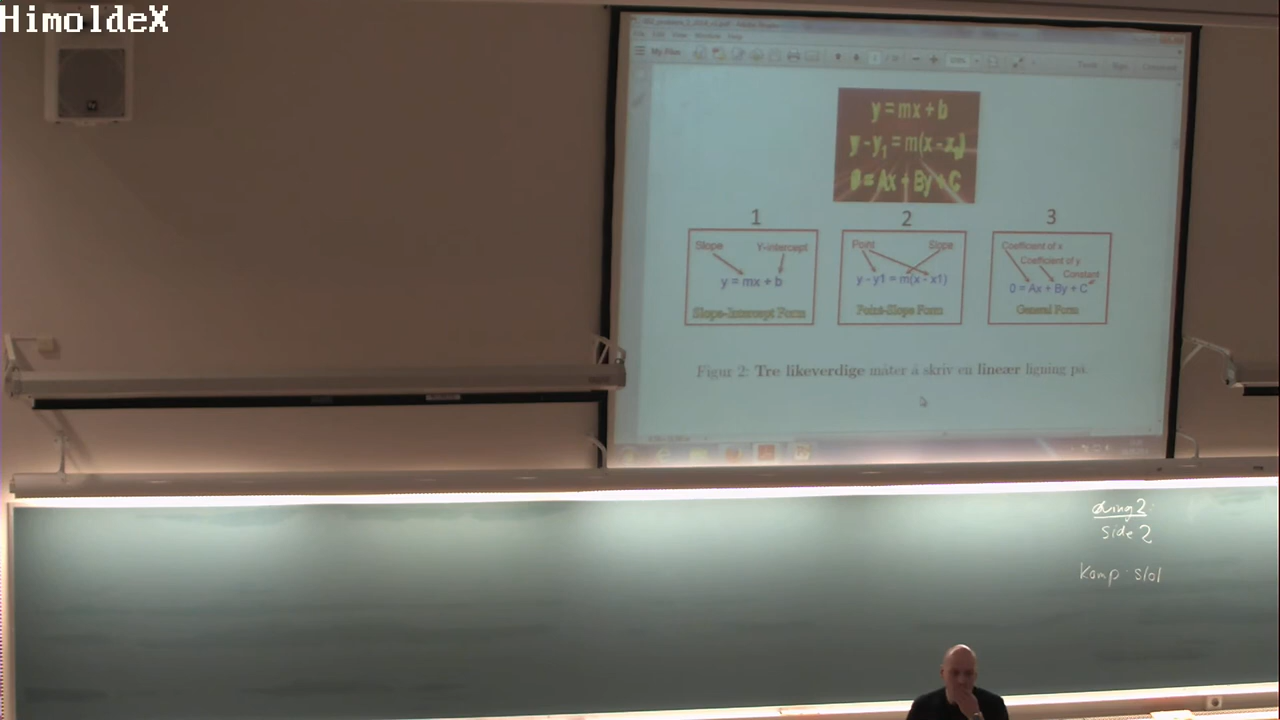 HimoldeX
My Files
y = mx + b
y - y₁ = m(x - x₁)
0 = Ax + By + C
1
2
3
Slope
Y-intercept
y = mx + b
Slope-Intercept Form
Point
Slope
y - y1 = m(x - x1)
Point-Slope Form
Coefficient of x
Coefficient of y
Constant
0 = Ax + By + C
General Form
Figur 2: Tre likeverdige måter å skriv en lineær ligning på.
øving 2:
side 2
Komp: s/o/